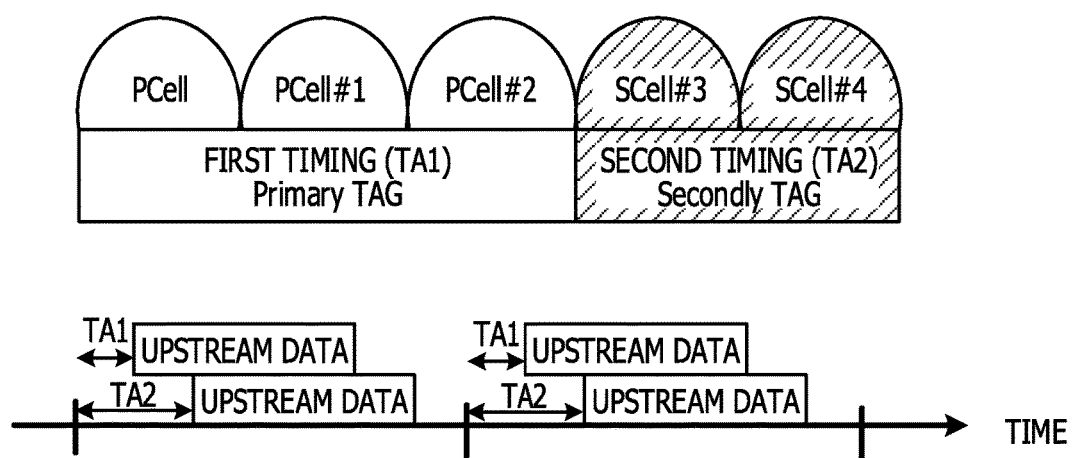 PCell PCell#1 PCell#2 SCell#3 SCell#4
FIRST TIMING (TA1) SECOND TIMING (TA2)
Primary TAG Secondly TAG
TA1 UPSTREAM DATA TA1 UPSTREAM DATA
TA2 UPSTREAM DATA TA2 UPSTREAM DATA
TIME